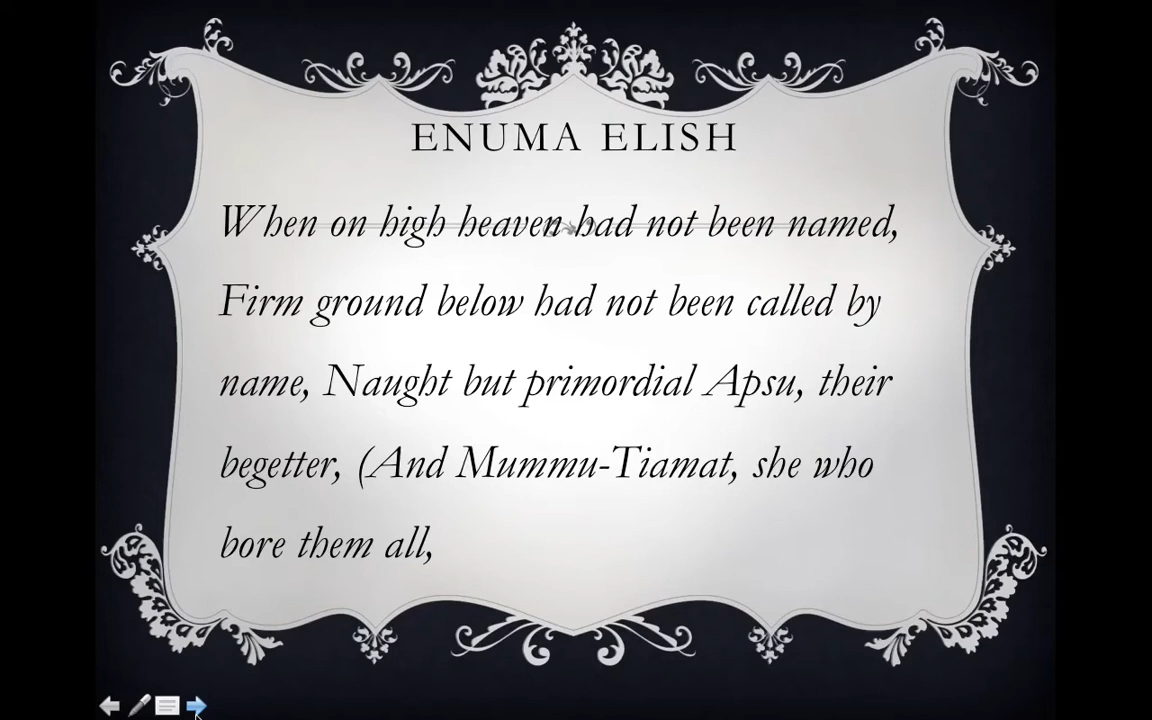 ENUMA ELISH
When on high heaven had not been named,
Firm ground below had not been called by
name, Naught but primordial Apsu, their
begetter, (And Mummu-Tiamat, she who
bore them all,